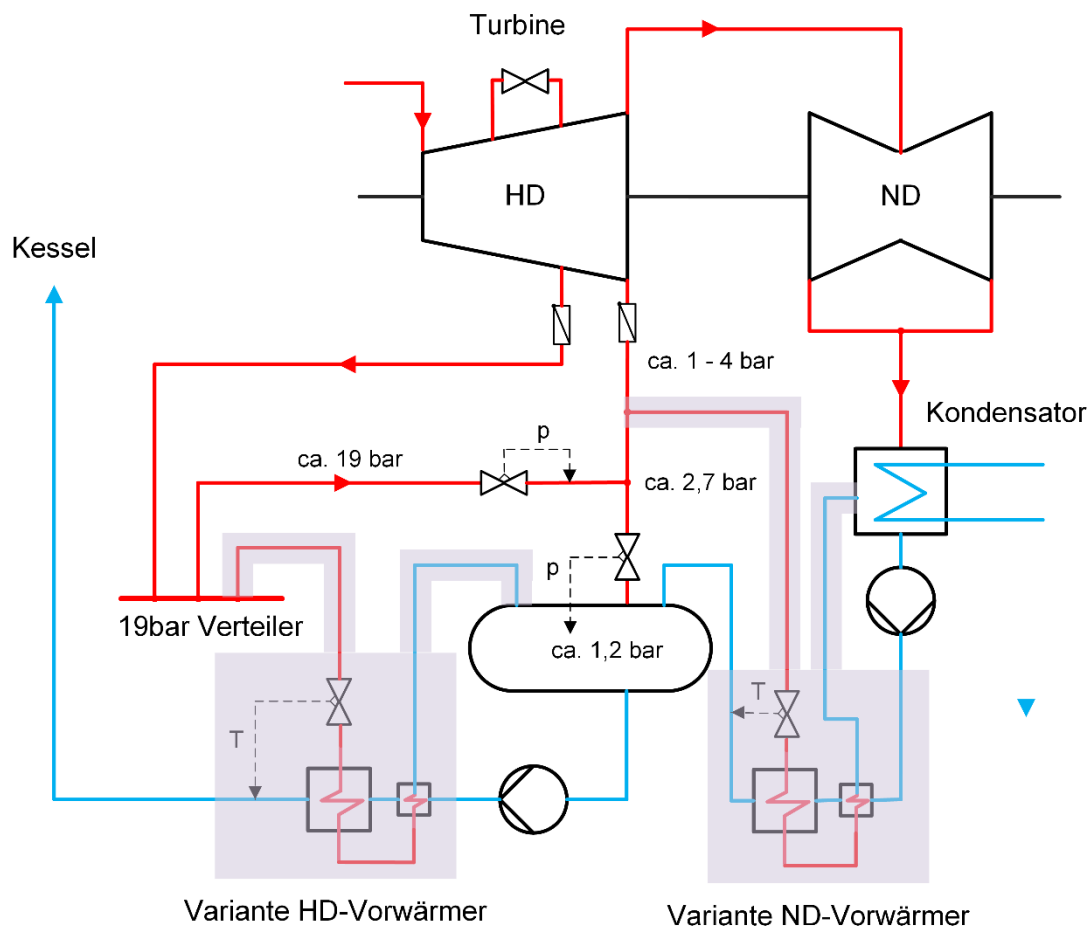 Turbine
HD
ND
Kessel
ca. 1 - 4 bar
Kondensator
p
ca. 19 bar
ca. 2,7 bar
p
19bar Verteiler
ca. 1,2 bar
T
T
Variante HD-Vorwärmer
Variante ND-Vorwärmer